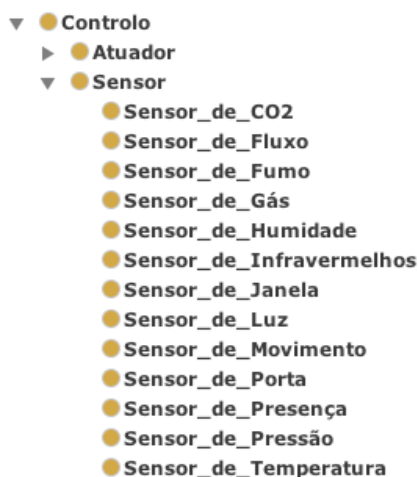 Controlo
Atuador
Sensor
Sensor_de_CO2
Sensor_de_Fluxo
Sensor_de_Fumo
Sensor_de_Gás
Sensor_de_Humidade
Sensor_de_Infravermelhos
Sensor_de_Janela
Sensor_de_Luz
Sensor_de_Movimento
Sensor_de_Porta
Sensor_de_Presença
Sensor_de_Pressão
Sensor_de_Temperatura